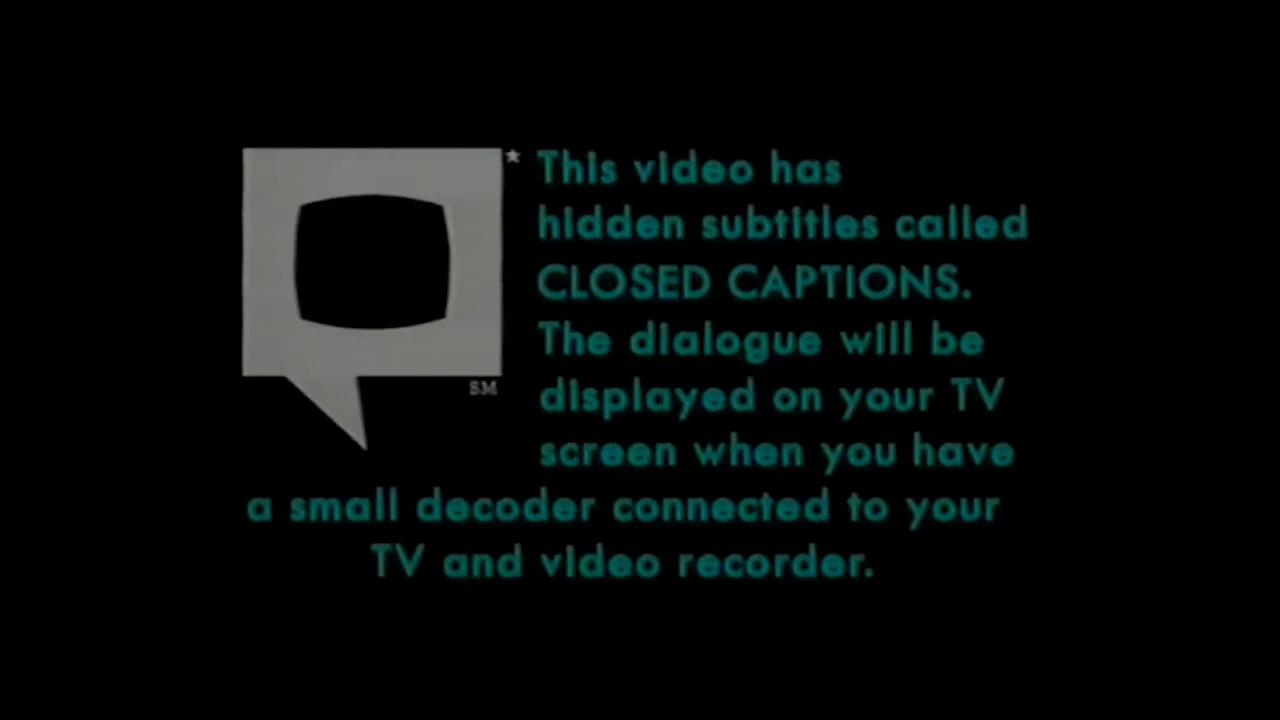 * This video has
hidden subtitles called
CLOSED CAPTIONS.
The dialogue will be
SM displayed on your TV
screen when you have
a small decoder connected to your
TV and video recorder.